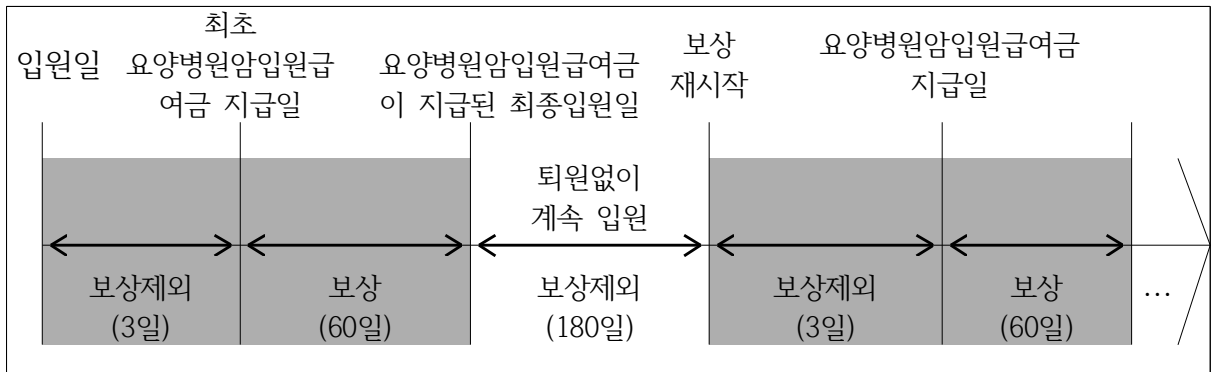 입원일
최초
요양병원암입원급
여금 지급일
요양병원암입원급여금
이 지급된 최종입원일
보상
재시작
요양병원암입원급여금
지급일
퇴원없이
계속 입원
보상제외
(3일)
보상
(60일)
보상제외
(180일)
보상제외
(3일)
보상
(60일)
…